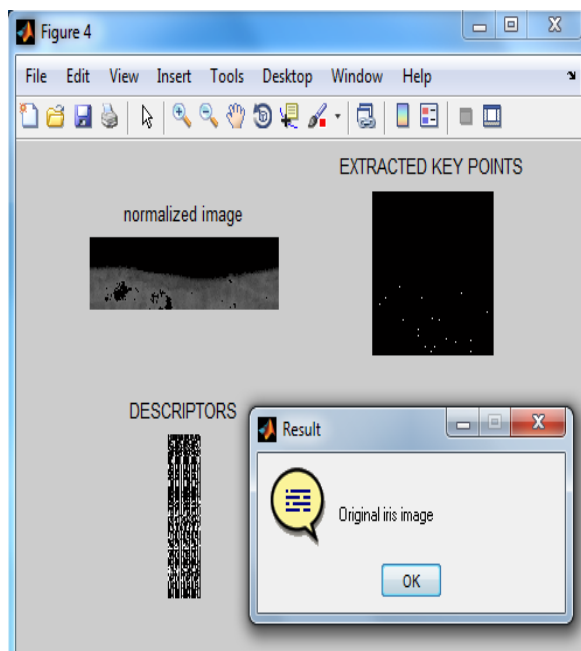 Figure 4
File Edit View Insert Tools Desktop Window Help
EXTRACTED KEY POINTS
normalized image
DESCRIPTORS
Result
Original iris image
OK